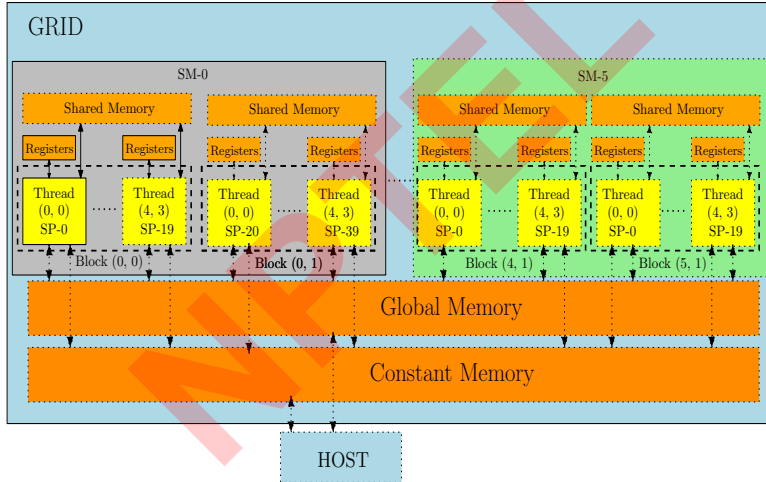 GRID
SM-0
SM-5
Shared Memory
Shared Memory
Shared Memory
Shared Memory
Registers
Registers
Registers
Registers
Registers
Registers
Registers
Registers
Thread
(0, 0)
SP-0
Thread
(4, 3)
SP-19
Thread
(0, 0)
SP-20
Thread
(4, 3)
SP-39
Thread
(0, 0)
SP-0
Thread
(4, 3)
SP-19
Thread
(0, 0)
SP-0
Thread
(4, 3)
SP-19
Block (0, 0)
Block (0, 1)
Block (4, 1)
Block (5, 1)
Global Memory
Constant Memory
HOST
NPTEL